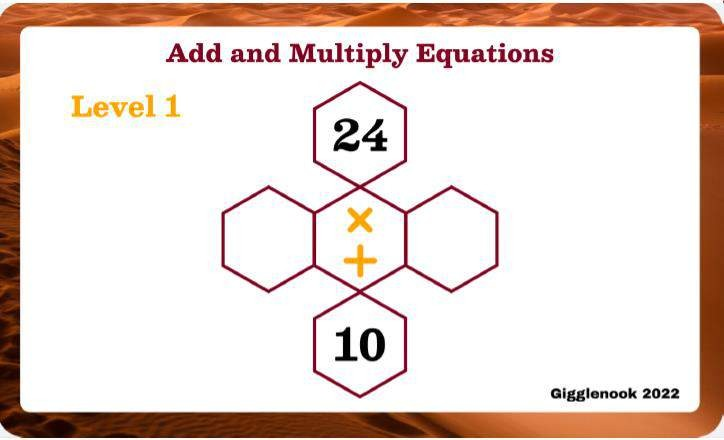 Add and Multiply Equations
Level 1
24
×
+
10
Gigglenook 2022